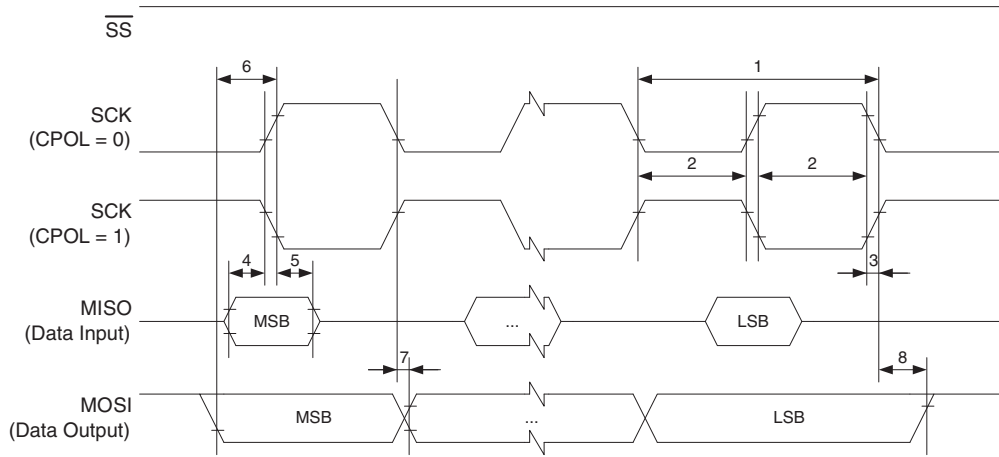 SS
6
1
SCK
(CPOL = 0)
2
2
SCK
(CPOL = 1)
4
5
3
MISO
(Data Input)
MSB
...
LSB
7
8
MOSI
(Data Output)
MSB
...
LSB